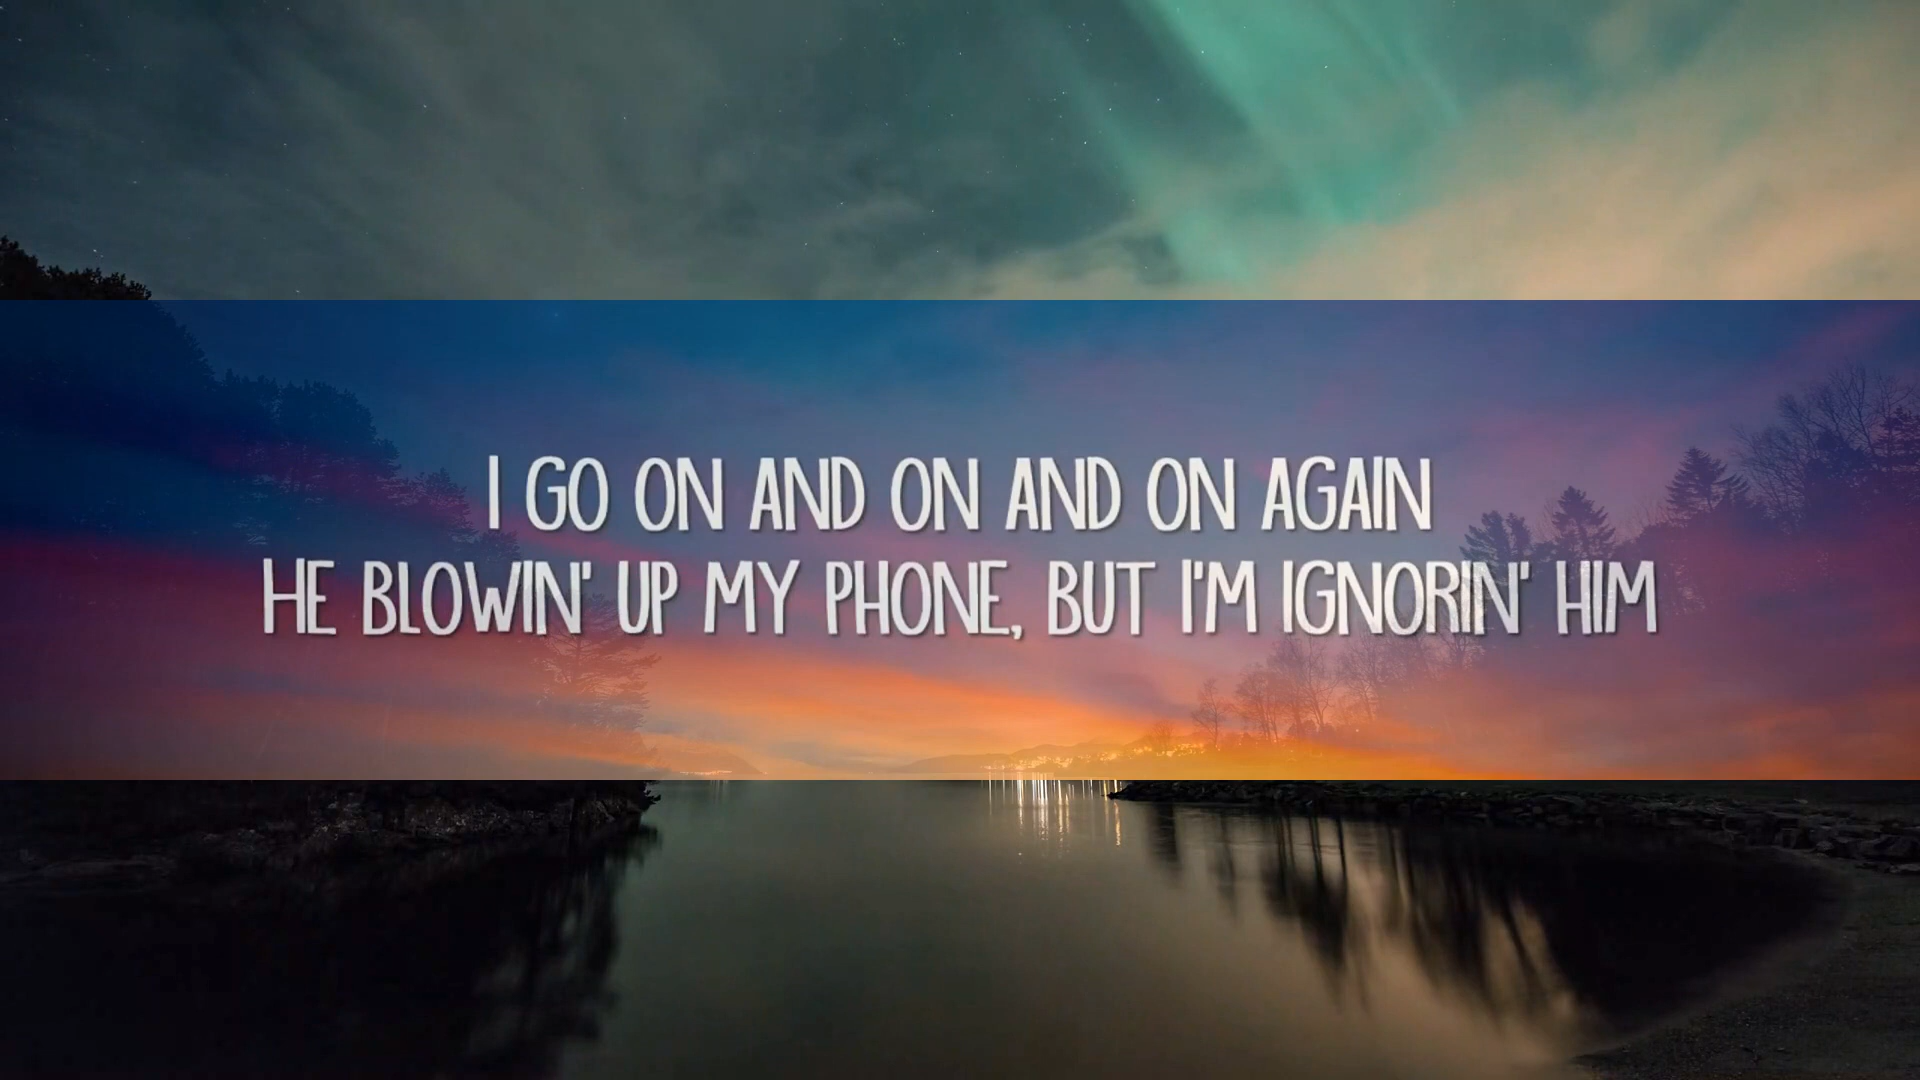 I GO ON AND ON AND ON AGAIN
HE BLOWIN' UP MY PHONE, BUT I'M IGNORIN' HIM